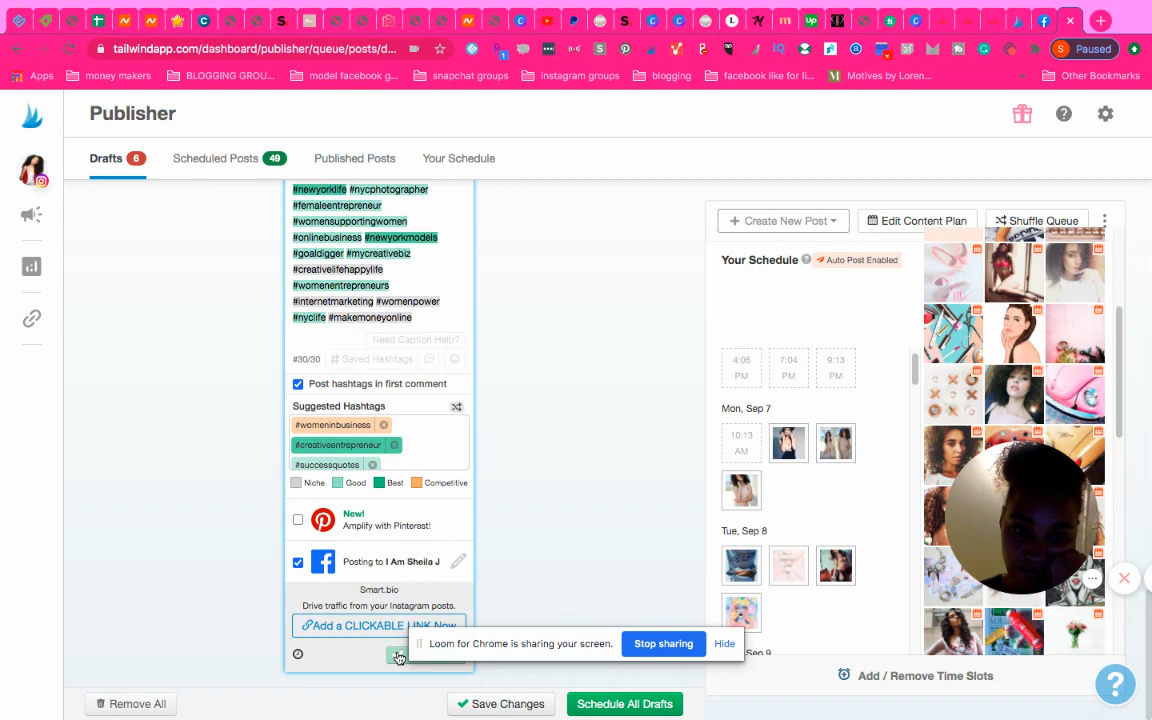 tailwindapp.com/dashboard/publisher/queue/posts/d...
S Paused
Apps
money makers
BLOGGING GROU...
model facebook g...
snapchat groups
instagram groups
blogging
facebook like for li...
Motives by Loren...
Other Bookmarks
Publisher
Drafts 6
Scheduled Posts 49
Published Posts
Your Schedule
#newyorklife #nycphotographer
#femaleentrepreneur
#womensupportingwomen
#onlinebusiness #newyorkmodels
#goaldigger #mycreativebiz
#creativelifehappylife
#womenentrepreneurs
#internetmarketing #womenpower
#nyclife #makemoneyonline
Need Caption Help?
#30/30 # Saved Hashtags
Post hashtags in first comment
Suggested Hashtags
#womeninbusiness
#creativeentrepreneur
#successquotes
Niche Good Best Competitive
New!
Amplify with Pinterest!
Posting to I Am Sheila J
Smart.bio
Drive traffic from your Instagram posts.
Add a CLICKABLE LINK Now
Loom for Chrome is sharing your screen.
Stop sharing
Hide
Remove All
Save Changes
Schedule All Drafts
+ Create New Post
Edit Content Plan
Shuffle Queue
Your Schedule ? Auto Post Enabled
4:06 PM
7:04 PM
9:13 PM
Mon, Sep 7
10:13 AM
Tue, Sep 8
Add / Remove Time Slots
?